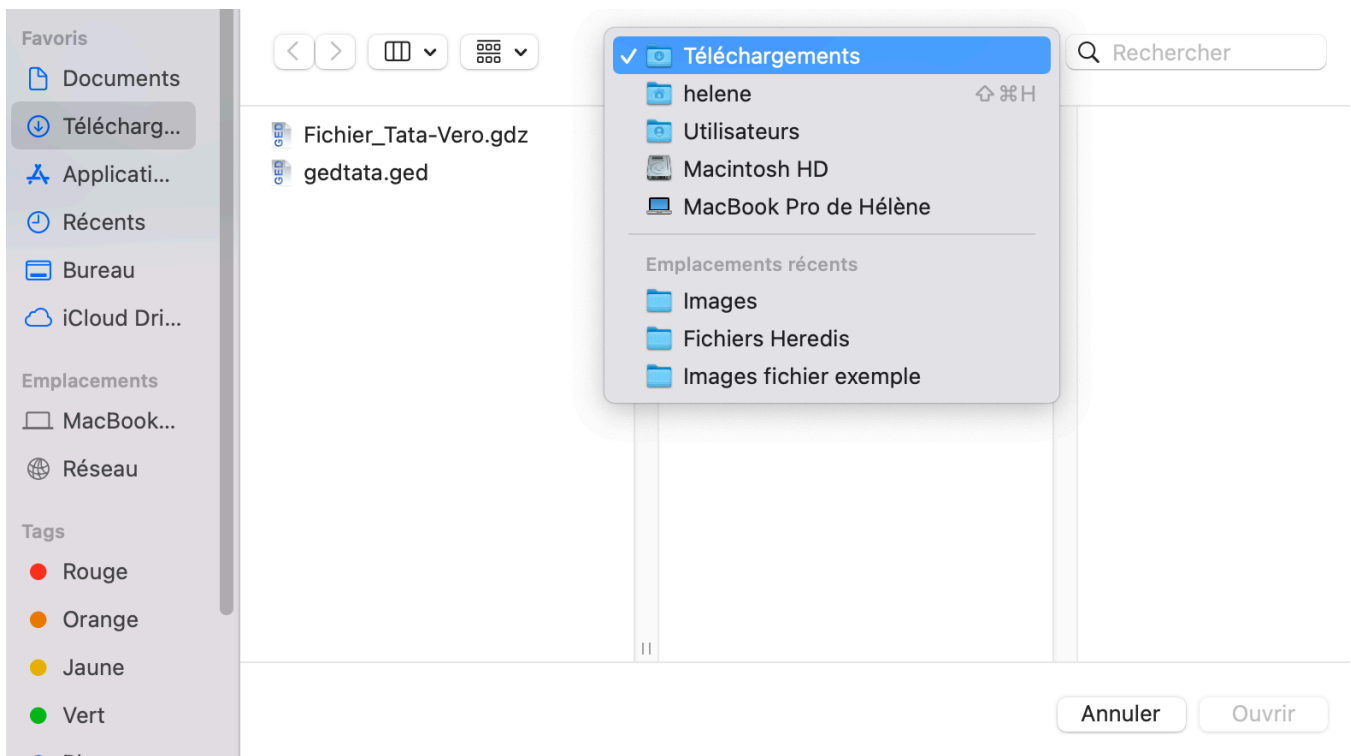 Favoris
Documents
Télécharg...
Applicati...
Récents
Bureau
iCloud Dri...
Emplacements
MacBook...
Réseau
Tags
Rouge
Orange
Jaune
Vert
Fichier_Tata-Vero.gdz
gedtata.ged
Téléchargements
helene ⇧⌘H
Utilisateurs
Macintosh HD
MacBook Pro de Hélène
Emplacements récents
Images
Fichiers Heredis
Images fichier exemple
Rechercher
Annuler
Ouvrir